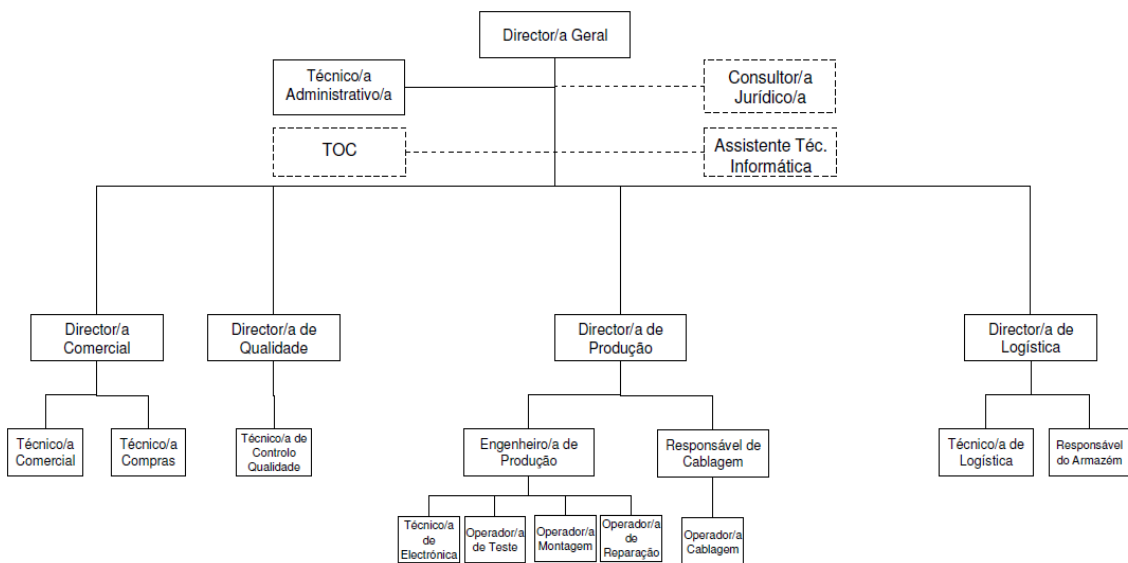 Director/a Geral
Técnico/a
Administrativo/a
Consultor/a
Jurídico/a
TOC
Assistente Téc.
Informática
Director/a
Comercial
Director/a de
Qualidade
Director/a de
Produção
Director/a de
Logística
Técnico/a
Comercial
Técnico/a
Compras
Técnico/a de
Controlo
Qualidade
Engenheiro/a de
Produção
Responsável de
Cablagem
Técnico/a de
Logística
Responsável
do Armazém
Técnico/a
de
Electrónica
Operador/a
de Teste
Operador/a
Montagem
Operador/a
de
Reparação
Operador/a
Cablagem